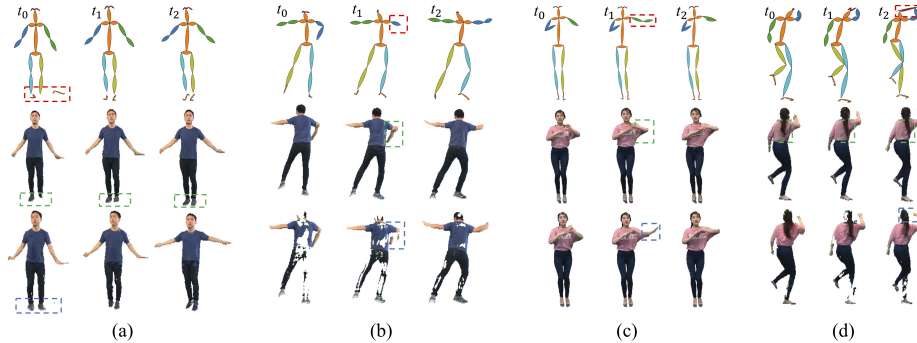 t₀ t₁ t₂ t₀ t₁ t₂ t₀ t₁ t₂ t₀ t₁ t₂
(a) (b) (c) (d)